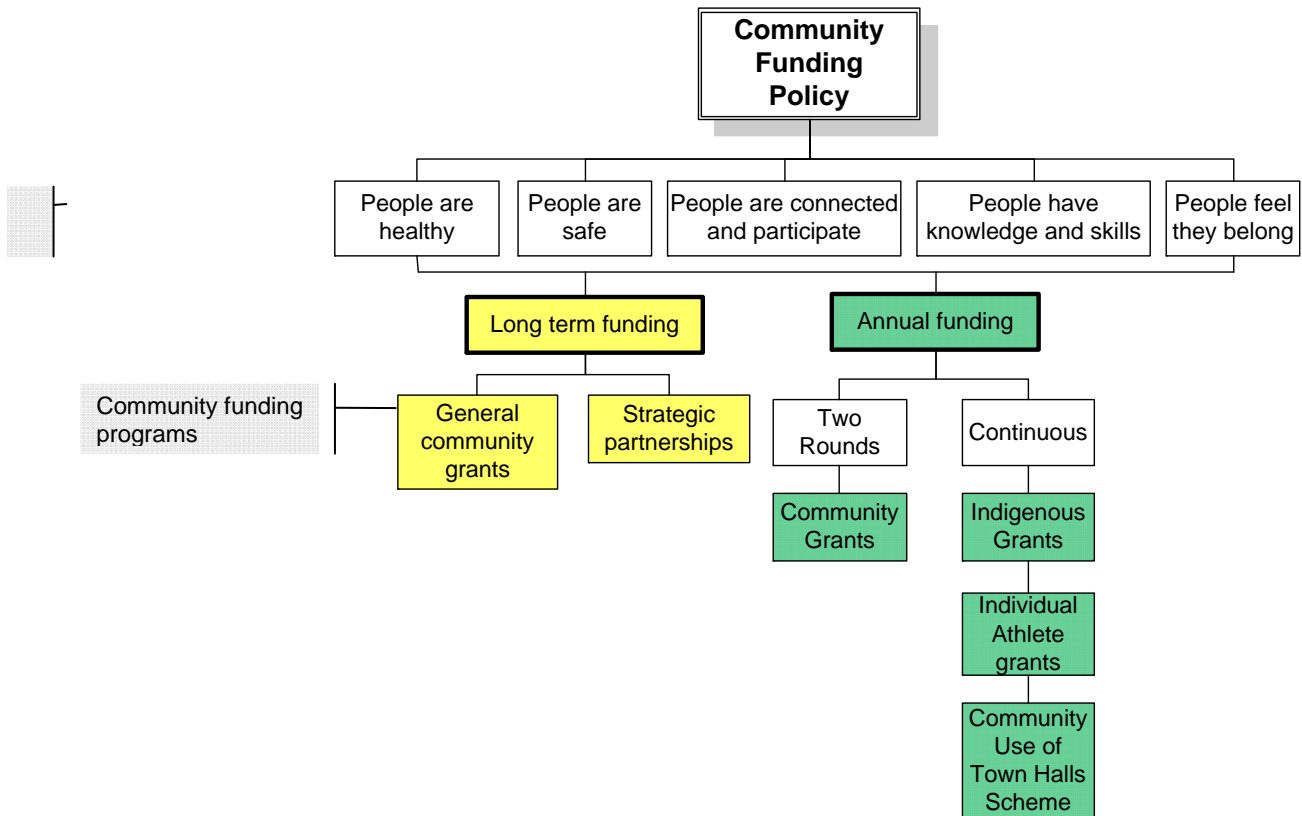 Community
Funding
Policy
People are
healthy
People are
safe
People are connected
and participate
People have
knowledge and skills
People feel
they belong
Long term funding
Annual funding
Community funding
programs
General
community
grants
Strategic
partnerships
Two
Rounds
Continuous
Community
Grants
Indigenous
Grants
Individual
Athlete
grants
Community
Use of
Town Halls
Scheme